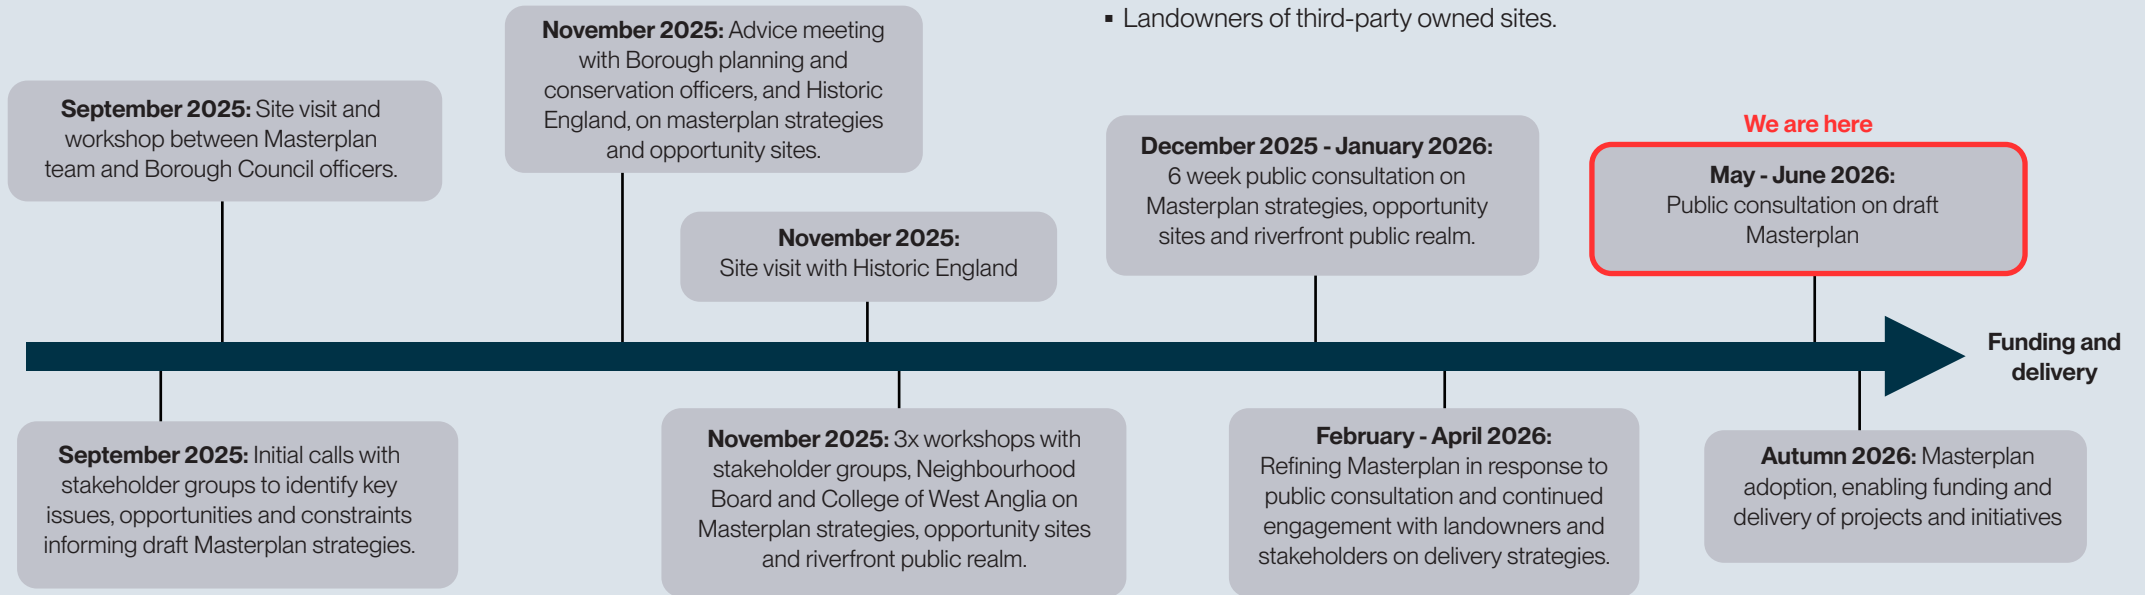 ▪ Landowners of third-party owned sites.
September 2025: Site visit and
workshop between Masterplan
team and Borough Council officers.
November 2025: Advice meeting
with Borough planning and
conservation officers, and Historic
England, on masterplan strategies
and opportunity sites.
November 2025:
Site visit with Historic England
December 2025 - January 2026:
6 week public consultation on
Masterplan strategies, opportunity
sites and riverfront public realm.
We are here
May - June 2026:
Public consultation on draft
Masterplan
Funding and
delivery
September 2025: Initial calls with
stakeholder groups to identify key
issues, opportunities and constraints
informing draft Masterplan strategies.
November 2025: 3x workshops with
stakeholder groups, Neighbourhood
Board and College of West Anglia on
Masterplan strategies, opportunity sites
and riverfront public realm.
February - April 2026:
Refining Masterplan in response to
public consultation and continued
engagement with landowners and
stakeholders on delivery strategies.
Autumn 2026: Masterplan
adoption, enabling funding and
delivery of projects and initiatives